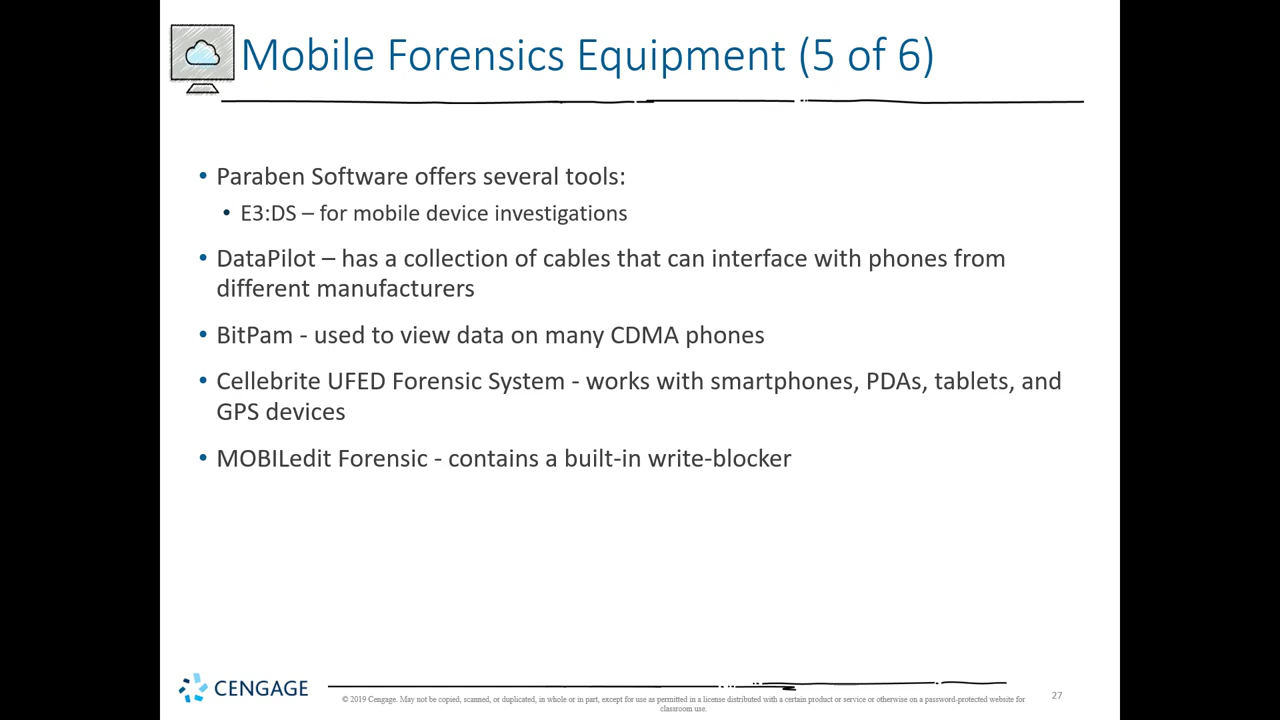 Mobile Forensics Equipment (5 of 6)
• Paraben Software offers several tools:
• E3:DS – for mobile device investigations
• DataPilot – has a collection of cables that can interface with phones from
different manufacturers
• BitPam - used to view data on many CDMA phones
• Cellebrite UFED Forensic System - works with smartphones, PDAs, tablets, and
GPS devices
• MOBILedit Forensic - contains a built-in write-blocker
CENGAGE
© 2019 Cengage. May not be copied, scanned, or duplicated, in whole or in part, except for use as permitted in a license distributed with a certain product or service or otherwise on a password-protected website for
classroom use.
27